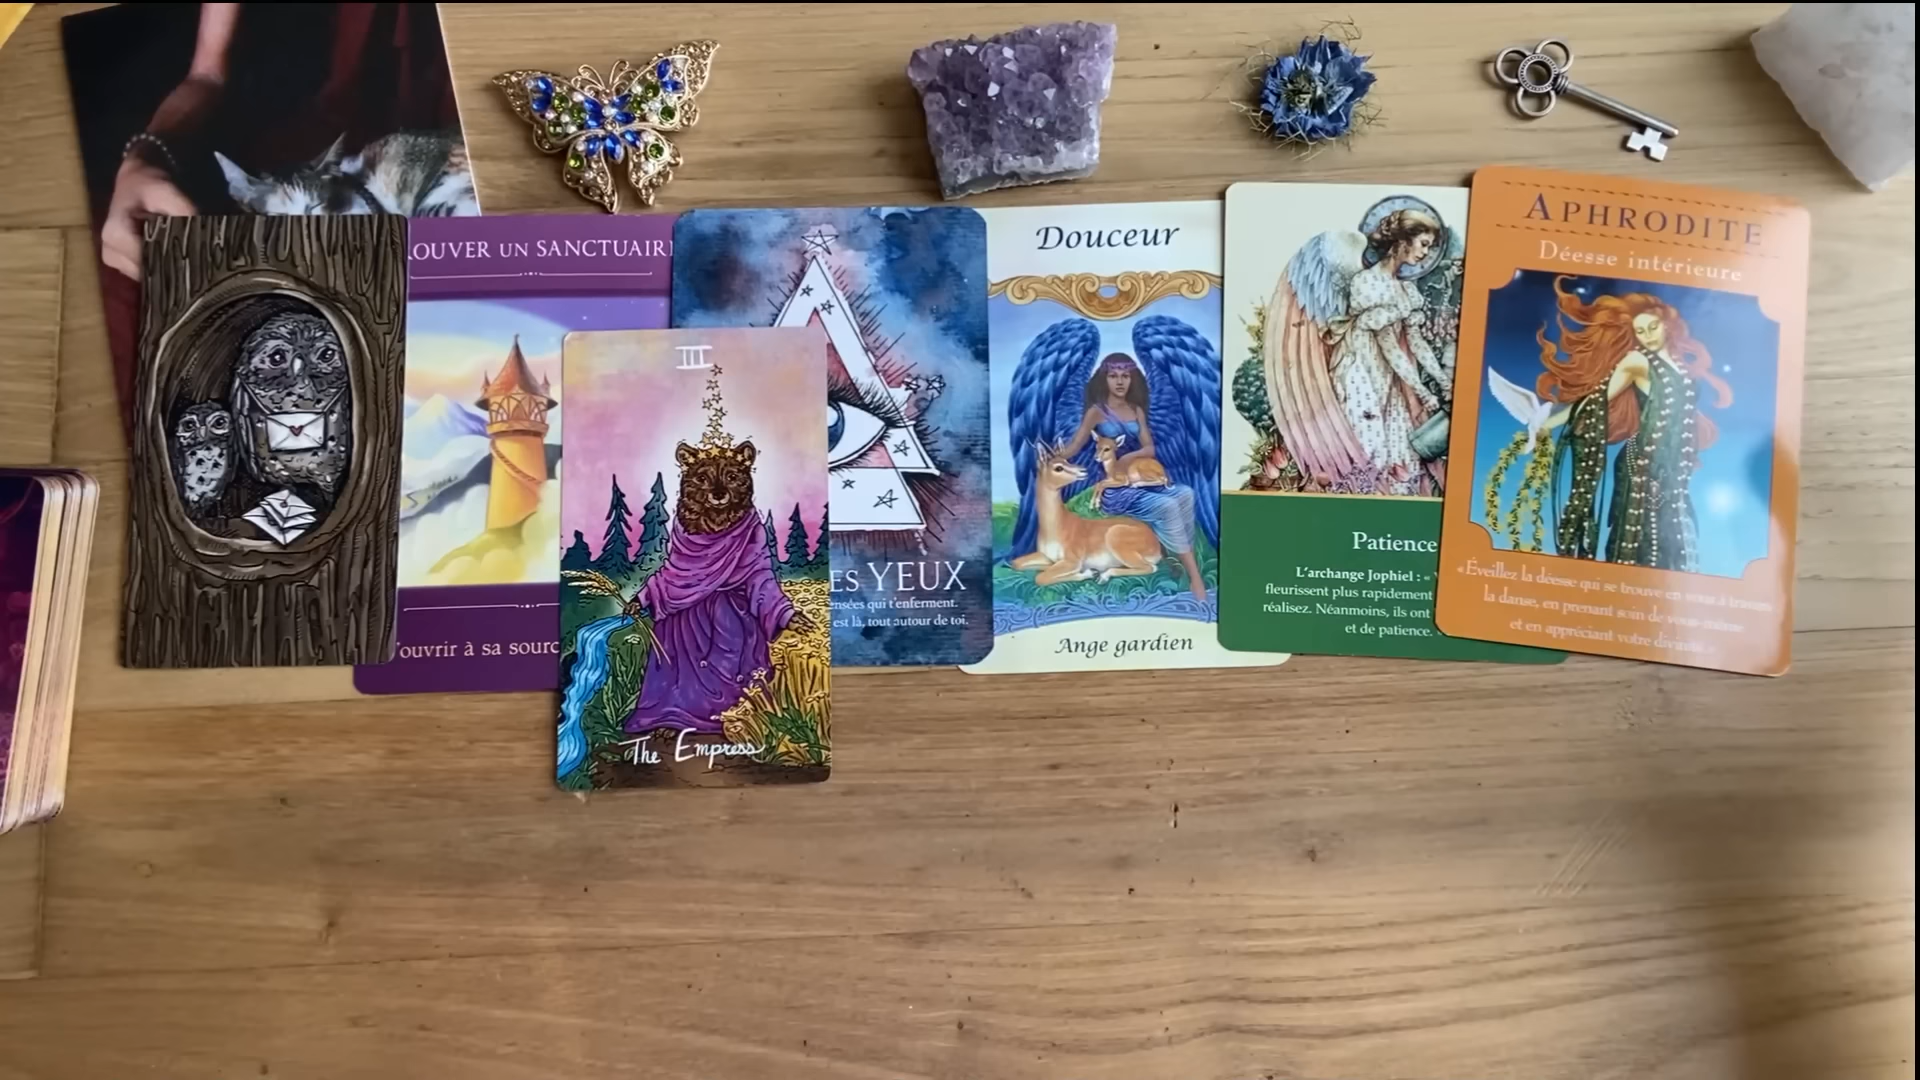 ROUVER UN SANCTUAIRE
OUVRIR à sa sourc
III
The Empress
ES YEUX
ensées qui t'enferment.
est là, tout autour de toi.
Douceur
Ange gardien
Patience
L'archange Jophiel : «
fleurissent plus rapidement
réalisez. Néanmoins, ils ont
et de patience.
APHRODITE
Déesse intérieure
« Éveillez la déesse qui se trouve en vous à travers
la danse, en prenant soin de vous-même
et en appréciant votre divinité. »